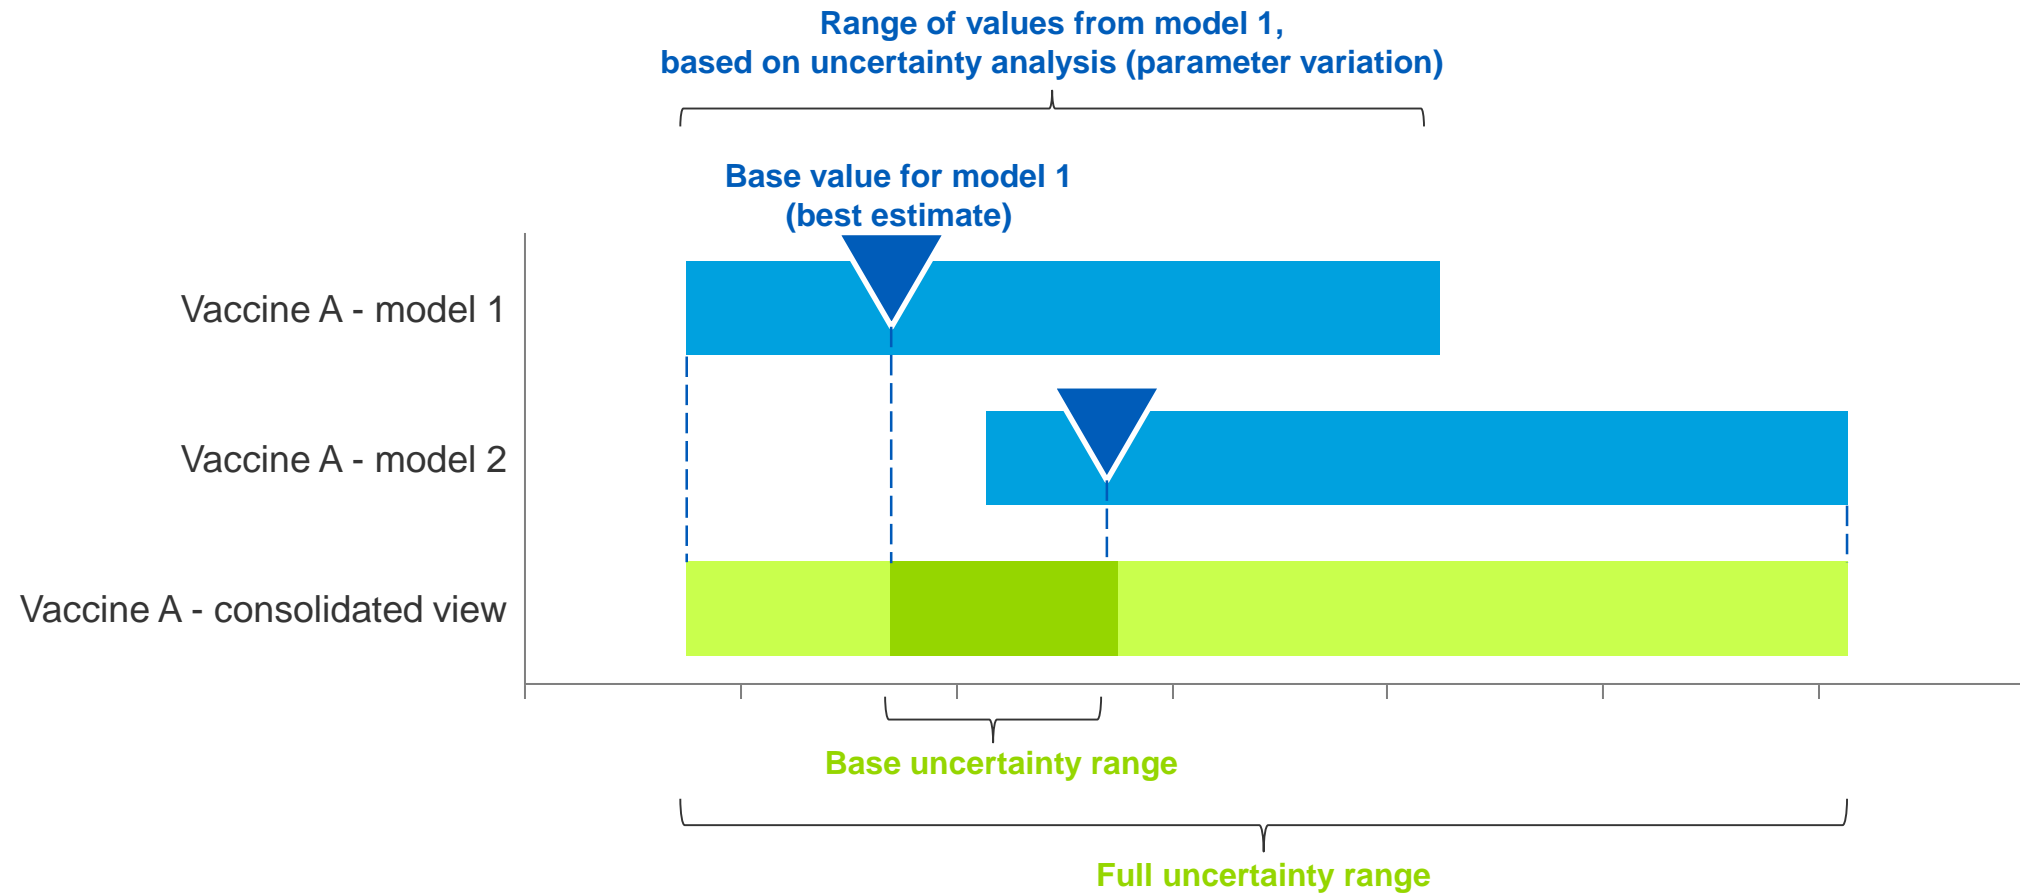 Range of values from model 1,
based on uncertainty analysis (parameter variation)
Base value for model 1
(best estimate)
Vaccine A - model 1
Vaccine A - model 2
Vaccine A - consolidated view
Base uncertainty range
Full uncertainty range